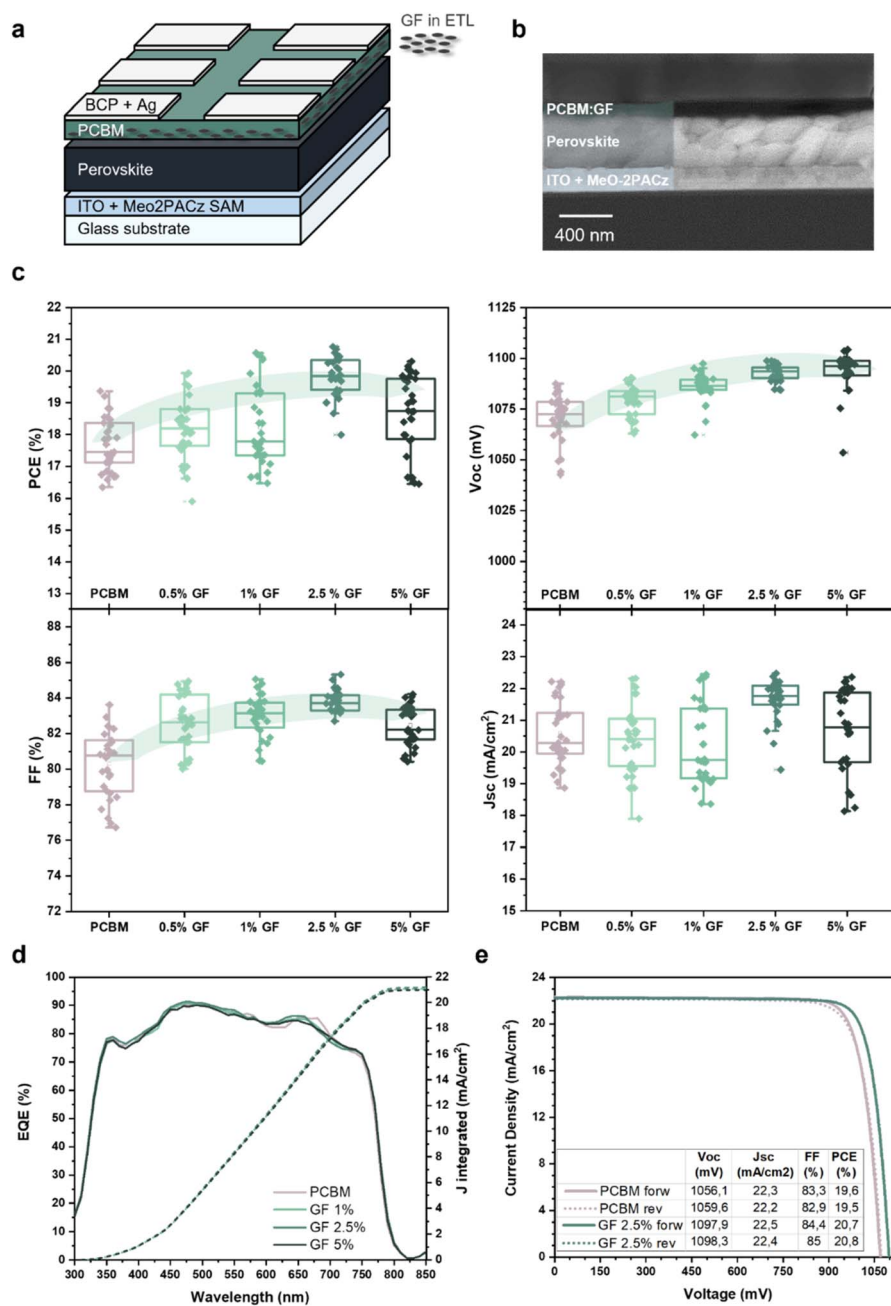 a
GF in ETL
BCP + Ag
PCBM
Perovskite
ITO + Meo2PACz SAM
Glass substrate
b
PCBM:GF
Perovskite
ITO + MeO-2PACz
400 nm
c
22
21
20
19
18
17
16
15
14
13
12.5
PCE (%)
PCBM 0.5% GF 1% GF 2.5 % GF 5% GF
1125
1100
1075
1050
1025
1000
Voc (mV)
PCBM 0.5% GF 1% GF 2.5 % GF 5% GF
88
86
84
82
80
78
76
74
72
FF (%)
PCBM 0.5% GF 1% GF 2.5 % GF 5% GF
25
24
23
22
21
20
19
18
17
16
15
Jsc (mA/cm²)
PCBM 0.5% GF 1% GF 2.5 % GF 5% GF
d
100
90
80
70
60
50
40
30
20
10
0
EQE (%)
22
20
18
16
14
12
10
8
6
4
2
0
J integrated (mA/cm²)
PCBM
GF 1%
GF 2.5%
GF 5%
300 350 400 450 500 550 600 650 700 750 800 850
Wavelength (nm)
e
24
22
18
14
11
7
4
0
Current Density (mA/cm²)
Voc (mV) Jsc (mA/cm2) FF (%) PCE (%)
PCBM forw 1056,1 22,3 83,3 19,6
PCBM rev 1059,6 22,2 82,9 19,5
GF 2.5% forw 1097,9 22,5 84,4 20,7
GF 2.5% rev 1098,3 22,4 85 20,8
0 150 300 450 600 750 900 1050
Voltage (mV)